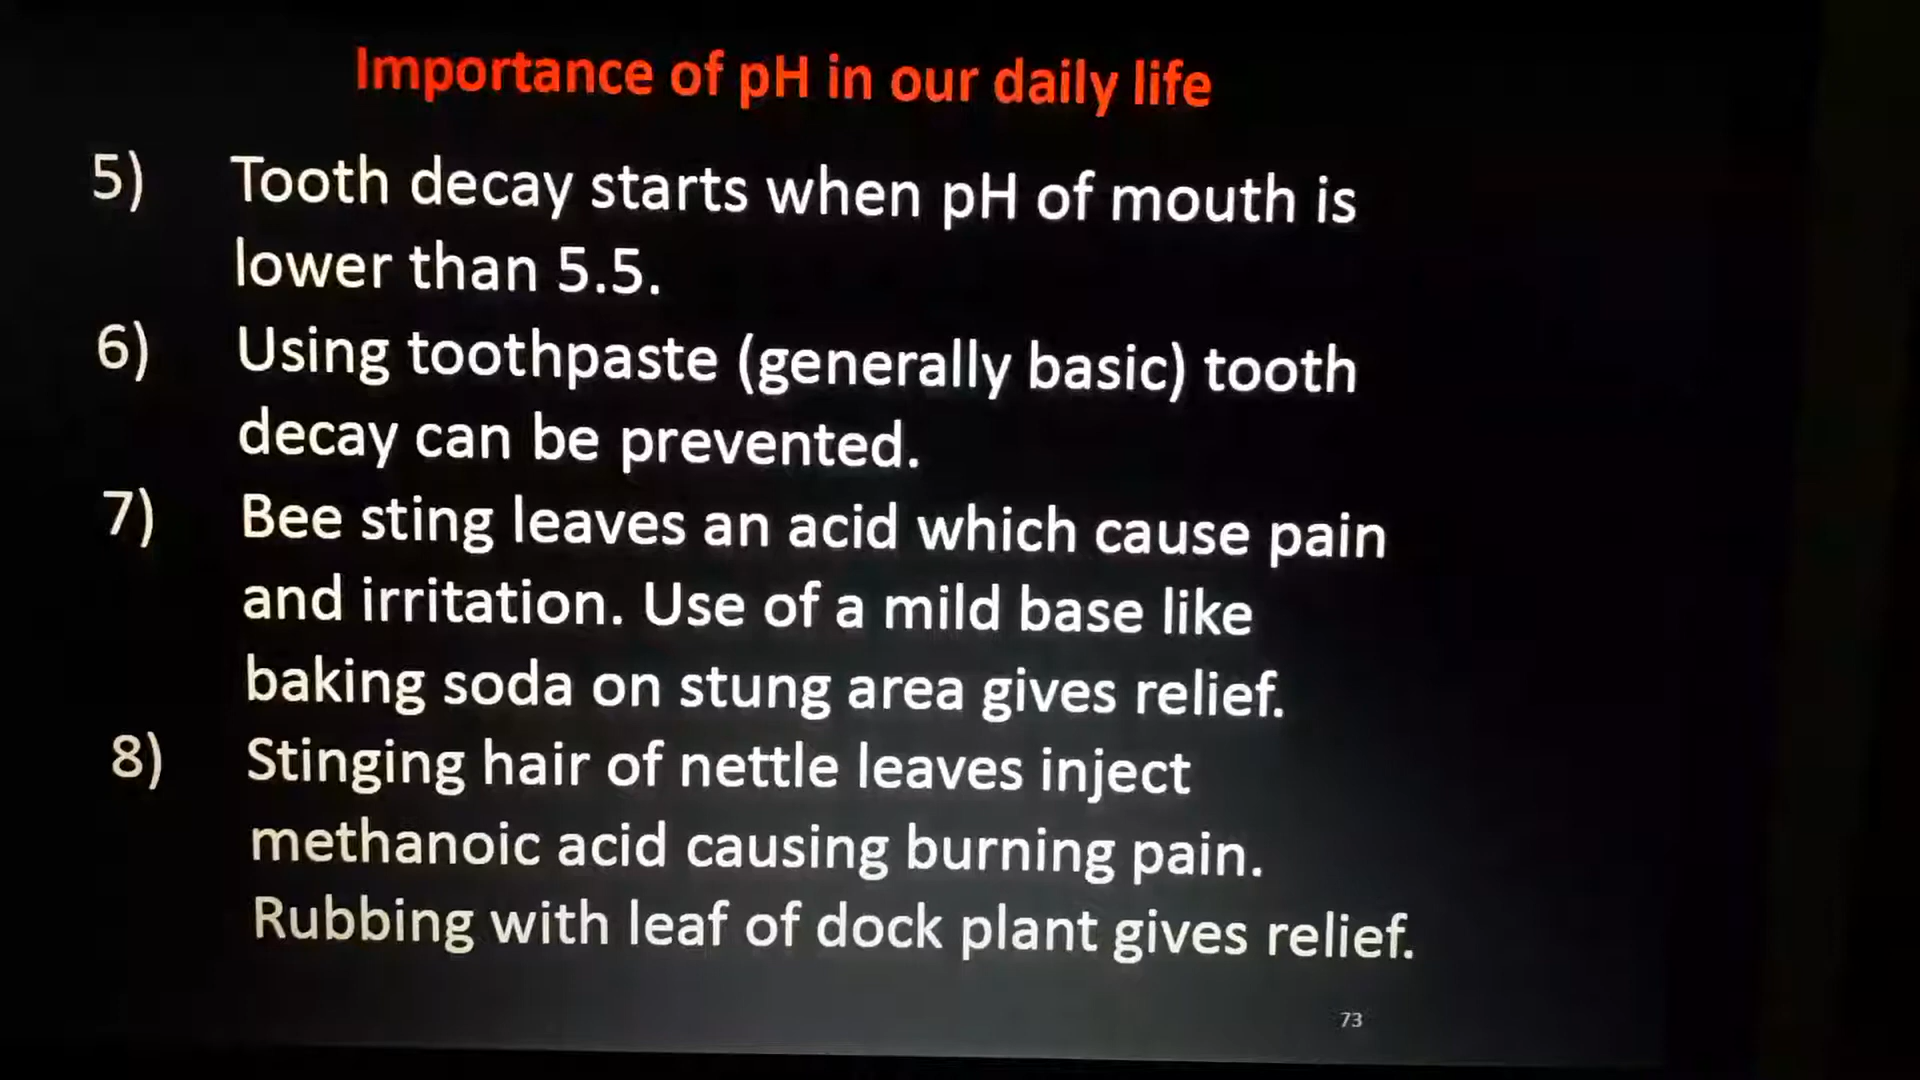 Importance of pH in our daily life
5) Tooth decay starts when pH of mouth is
lower than 5.5.
6) Using toothpaste (generally basic) tooth
decay can be prevented.
7) Bee sting leaves an acid which cause pain
and irritation. Use of a mild base like
baking soda on stung area gives relief.
8) Stinging hair of nettle leaves inject
methanoic acid causing burning pain.
Rubbing with leaf of dock plant gives relief.
73